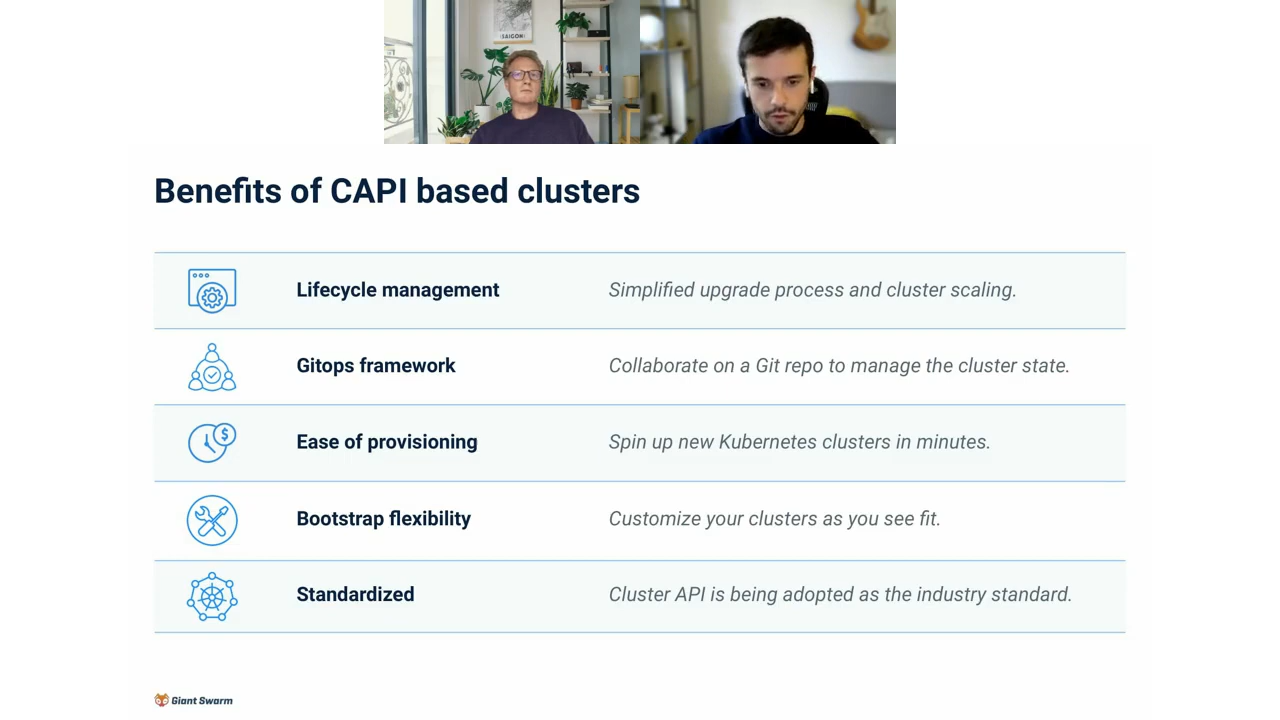 SAIGON
Benefits of CAPI based clusters
Lifecycle management
Simplified upgrade process and cluster scaling.
Gitops framework
Collaborate on a Git repo to manage the cluster state.
$
Ease of provisioning
Spin up new Kubernetes clusters in minutes.
Bootstrap flexibility
Customize your clusters as you see fit.
Standardized
Cluster API is being adopted as the industry standard.
Giant Swarm